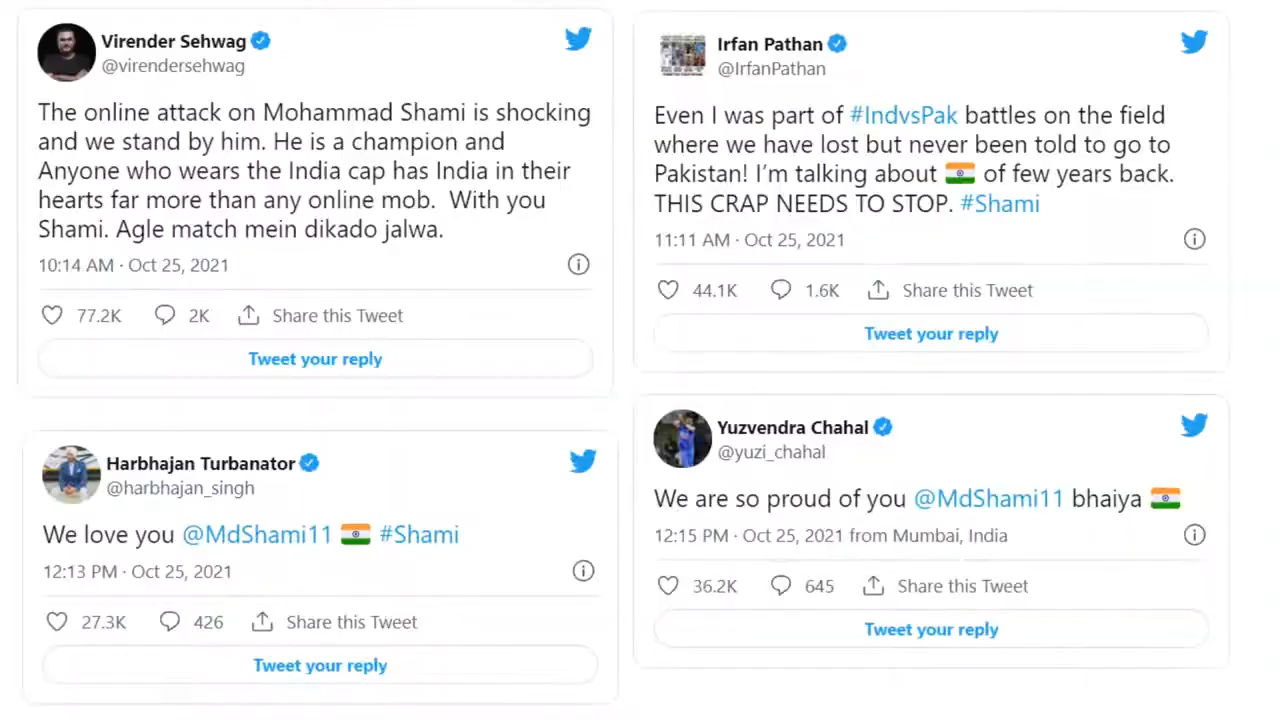 Virender Sehwag
@virendersehwag
The online attack on Mohammad Shami is shocking
and we stand by him. He is a champion and
Anyone who wears the India cap has India in their
hearts far more than any online mob.  With you
Shami. Agle match mein dikado jalwa.
10:14 AM · Oct 25, 2021
77.2K 2K Share this Tweet
Tweet your reply
Irfan Pathan
@IrfanPathan
Even I was part of #IndvsPak battles on the field
where we have lost but never been told to go to
Pakistan! I’m talking about 🇮🇳 of few years back.
THIS CRAP NEEDS TO STOP. #Shami
11:11 AM · Oct 25, 2021
44.1K 1.6K Share this Tweet
Tweet your reply
Harbhajan Turbanator
@harbhajan_singh
We love you @MdShami11 🇮🇳 #Shami
12:13 PM · Oct 25, 2021
27.3K 426 Share this Tweet
Tweet your reply
Yuzvendra Chahal
@yuzi_chahal
We are so proud of you @MdShami11 bhaiya 🇮🇳
12:15 PM · Oct 25, 2021 from Mumbai, India
36.2K 645 Share this Tweet
Tweet your reply